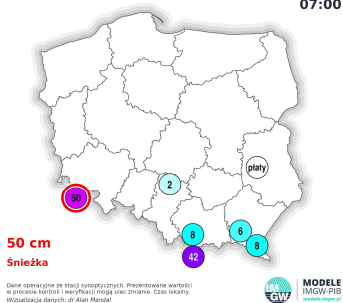 07:00
płaty
2
50
8
6
8
42
50 cm
Śnieżka
Dane operacyjne ze stacji synoptycznych. Prezentowane wartości
w procesie kontroli i weryfikacji mogą ulec zmianie. Czas lokalny.
Wizualizacja danych: dr Alan Mandal
IM
GW
MODELE
IMGW-PIB
modele.imgw.pl